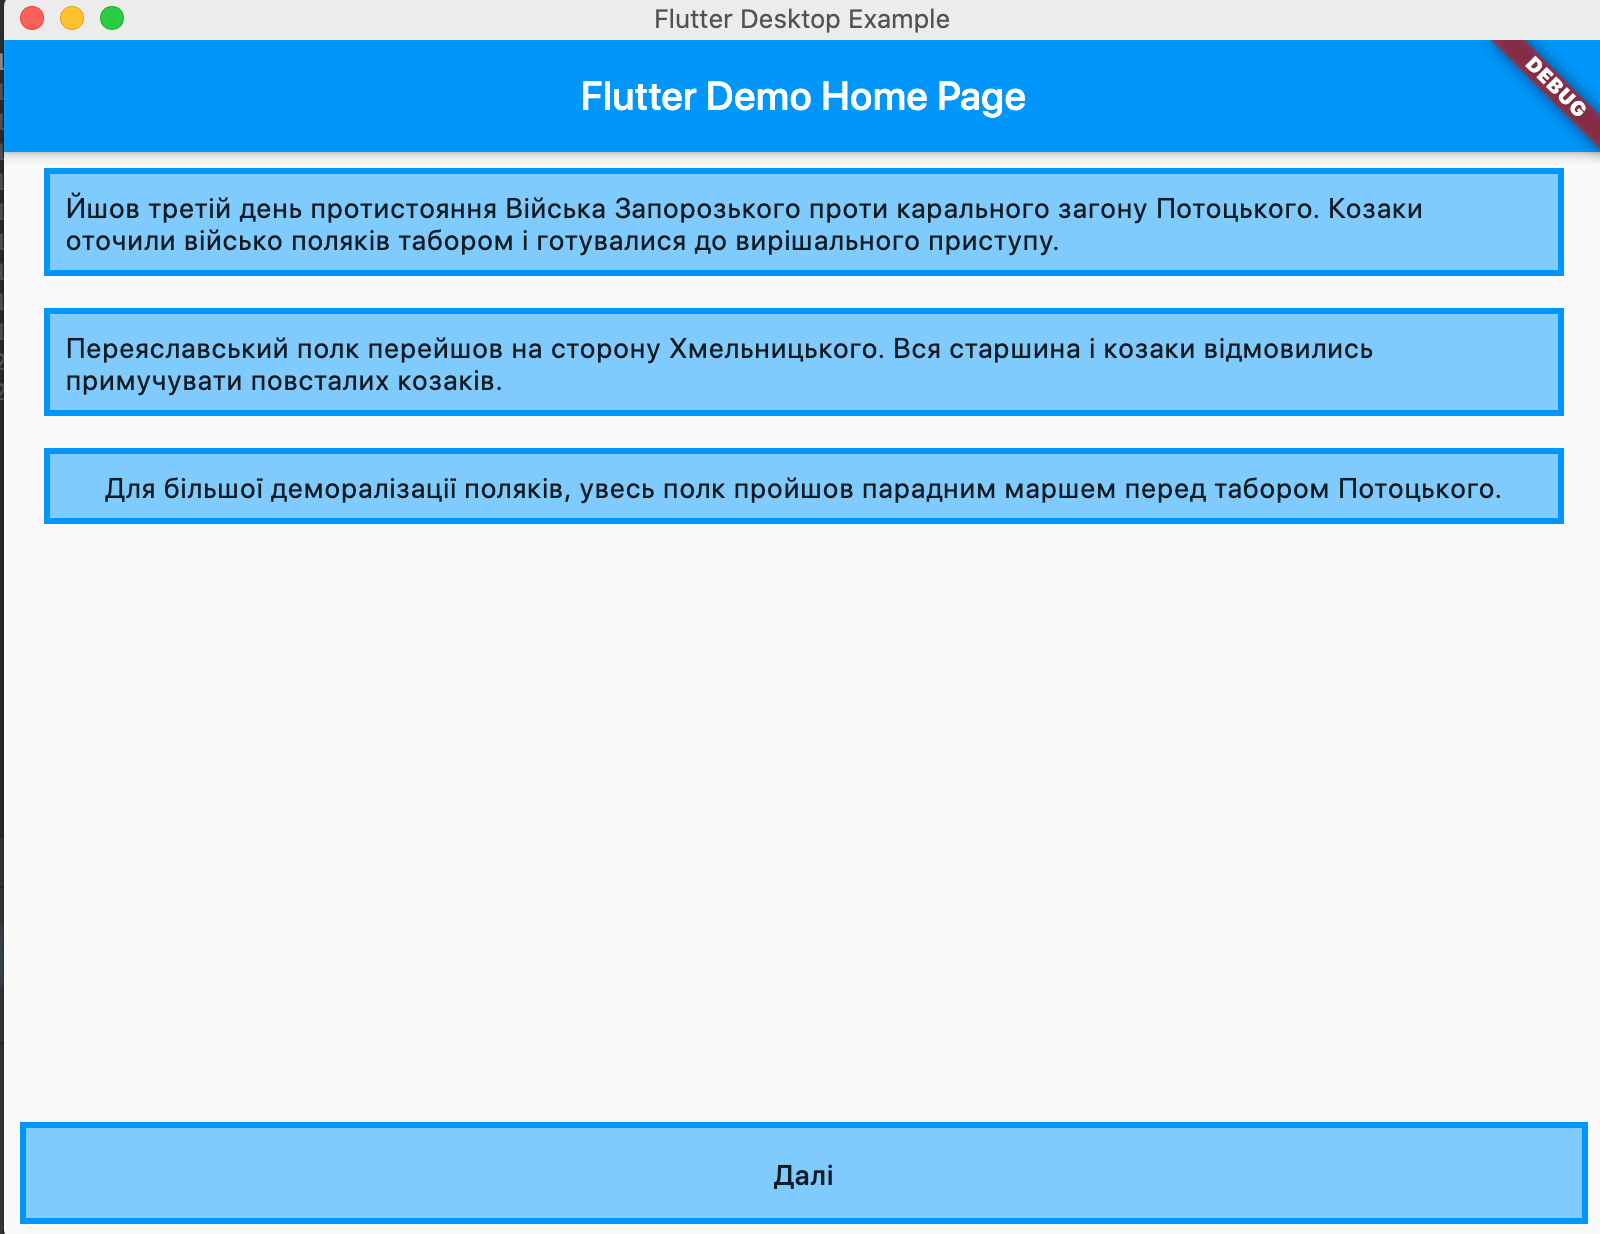 Flutter Desktop Example
Flutter Demo Home Page
DEBUG
Йшов третій день протистояння Війська Запорозького проти карального загону Потоцького. Козаки
оточили військо поляків табором і готувалися до вирішального приступу.
Переяславський полк перейшов на сторону Хмельницького. Вся старшина і козаки відмовились
примучувати повсталих козаків.
Для більшої деморалізації поляків, увесь полк пройшов парадним маршем перед табором Потоцького.
Далі